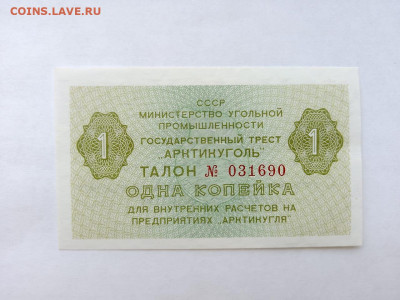 COINS.LAVE.RU
СССР
МИНИСТЕРСТВО УГОЛЬНОЙ
ПРОМЫШЛЕННОСТИ
ГОСУДАРСТВЕННЫЙ ТРЕСТ
„АРКТИКУГОЛЬ"
1 1
ТАЛОН № 031690
ОДНА КОПЕЙКА
ДЛЯ ВНУТРЕННИХ РАСЧЕТОВ НА
ПРЕДПРИЯТИЯХ „АРКТИКУГЛЯ"